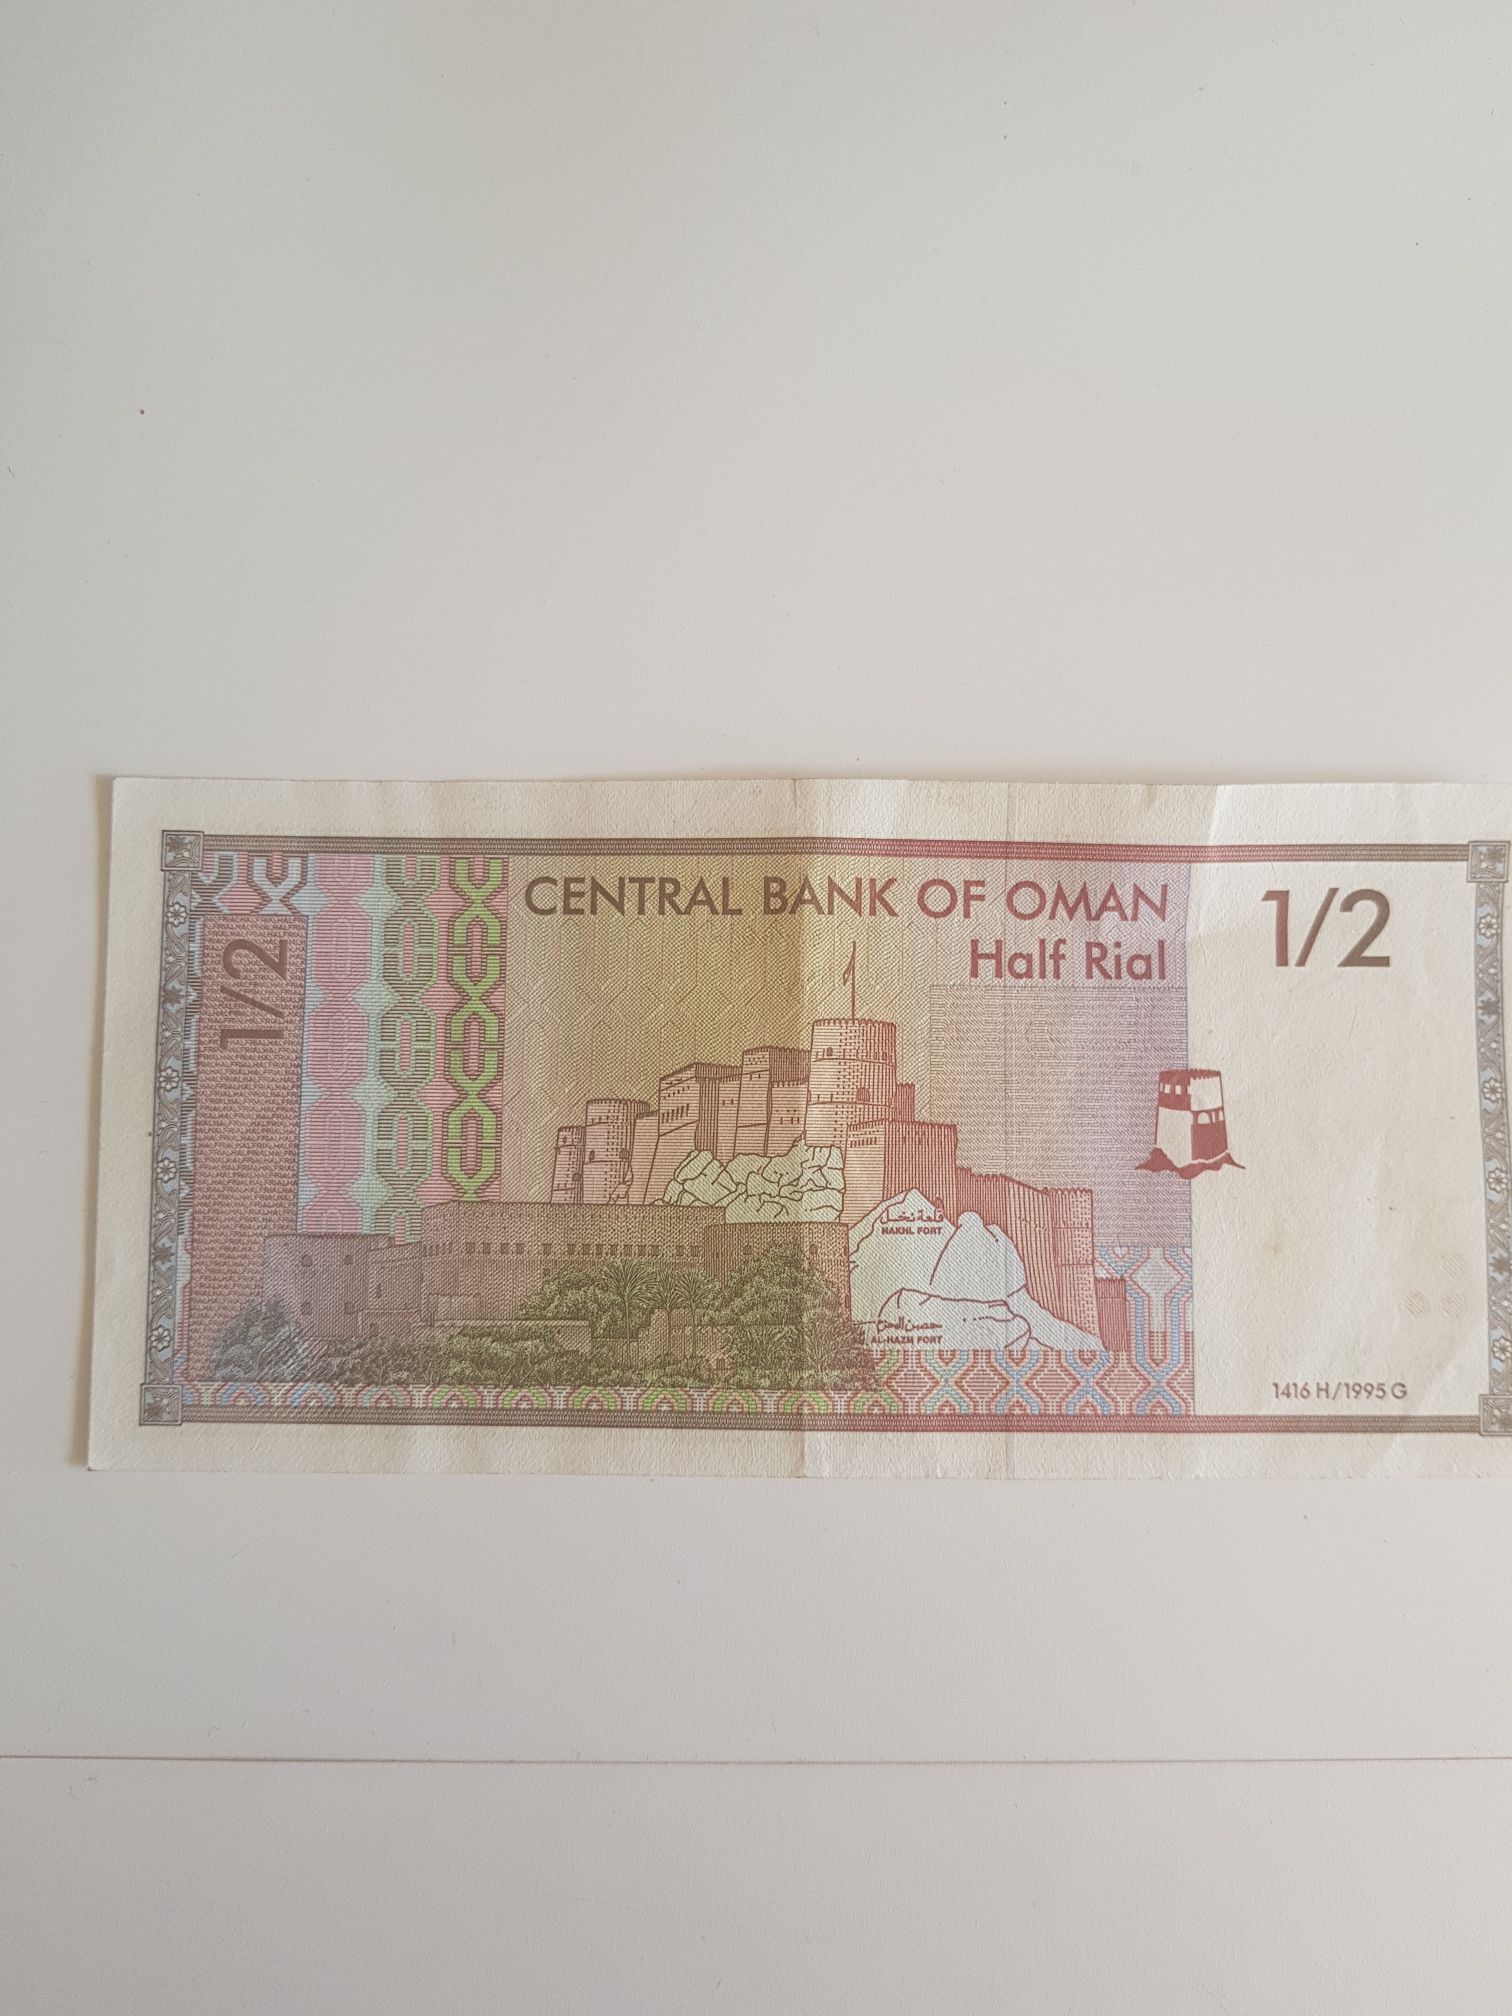 CENTRAL BANK OF OMAN
Half Rial
1/2
1/2
قلعة نخل
NAKHL FORT
حصن الحزم
AL-HAZM FORT
1416 H/1995 G